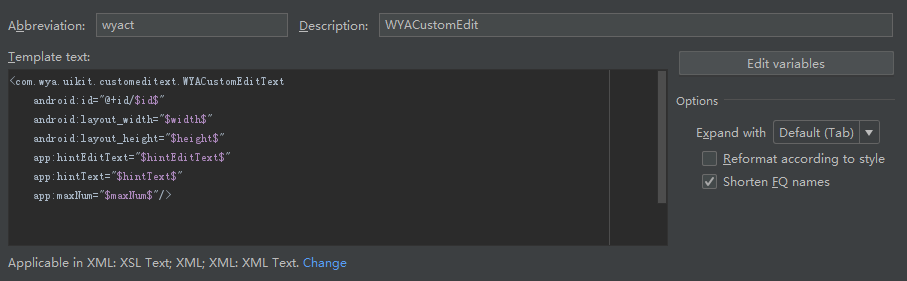 Abbreviation: wyact Description: WYACustomEdit
Template text:
<com.wya.uikit.customeditext.WYACustomEditText
android:id="@+id/$id$"
android:layout_width="$width$"
android:layout_height="$height$"
app:hintEditText="$hintEditText$"
app:hintText="$hintText$"
app:maxNum="$maxNum$"/>
Edit variables
Options
Expand with Default (Tab)
Reformat according to style
Shorten FQ names
Applicable in XML: XSL Text; XML; XML: XML Text. Change